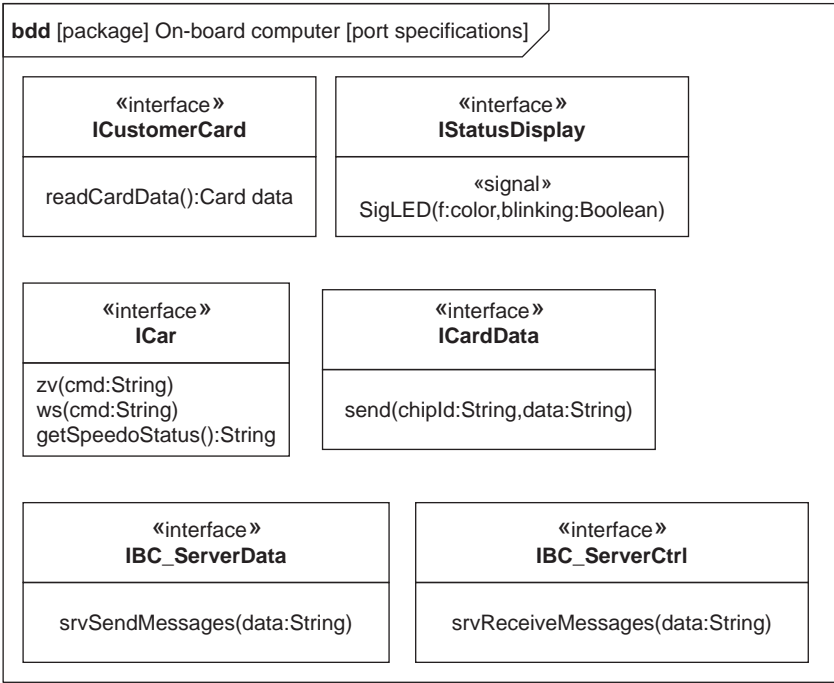 bdd [package] On-board computer [port specifications]
«interface»
ICustomerCard
readCardData():Card data
«interface»
IStatusDisplay
«signal»
SigLED(f:color,blinking:Boolean)
«interface»
ICar
zv(cmd:String)
ws(cmd:String)
getSpeedoStatus():String
«interface»
ICardData
send(chipId:String,data:String)
«interface»
IBC_ServerData
srvSendMessages(data:String)
«interface»
IBC_ServerCtrl
srvReceiveMessages(data:String)